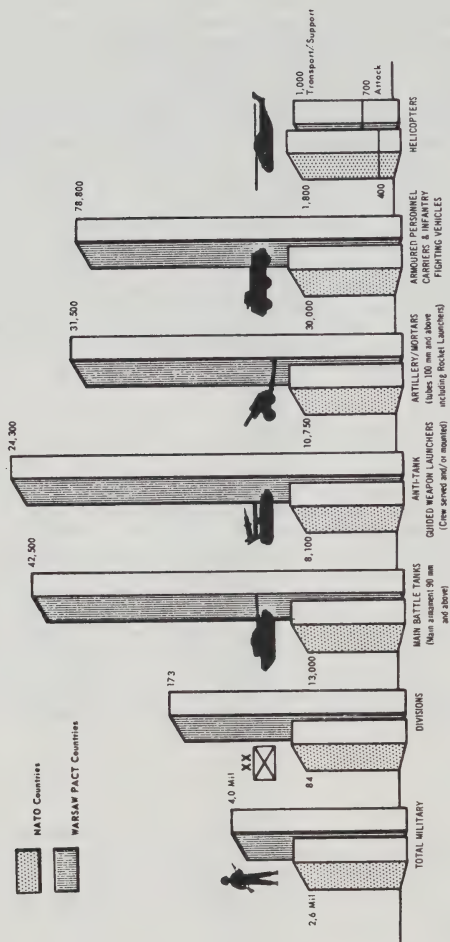 NATO Countries
WARSAW PACT Countries
2,6 Mil
4,0 Mil
TOTAL MILITARY
XX
84
173
DIVISIONS
13,000
42,500
MAIN BATTLE TANKS
(Main armament 90 mm
and above)
8,100
24,300
ANTI-TANK
GUIDED WEAPON LAUNCHERS
(Crew served and/or mounted)
10,750
31,500
ARTILLERY/MORTARS
(tubes 100 mm and above
including Rocket Launchers)
30,000
78,800
ARMOURED PERSONNEL
CARRIERS & INFANTRY
FIGHTING VEHICLES
1,800
400
1,000
Transport/Support
700
Attack
HELICOPTERS